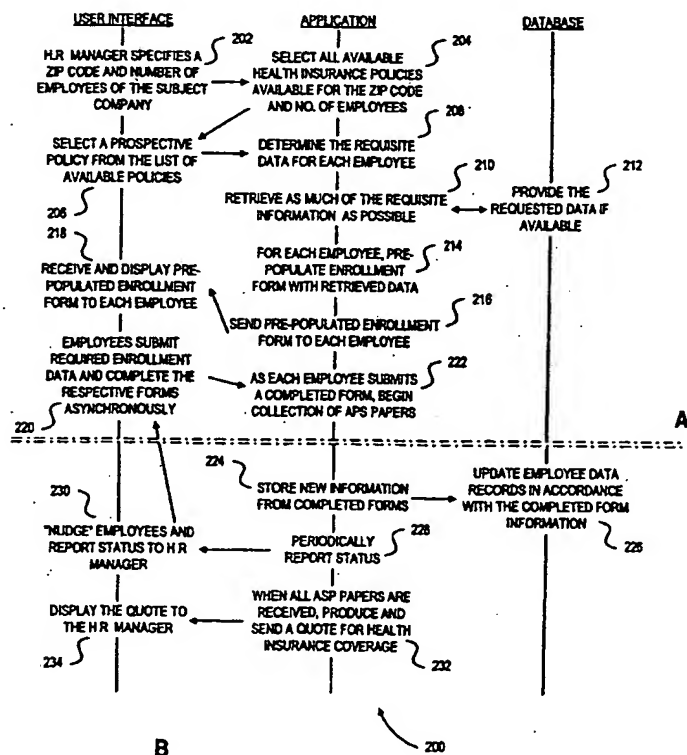 USER INTERFACE
APPLICATION
DATABASE
202
H.R MANAGER SPECIFIES A
ZIP CODE AND NUMBER OF
EMPLOYEES OF THE SUBJECT
COMPANY
204
SELECT ALL AVAILABLE
HEALTH INSURANCE POLICIES
AVAILABLE FOR THE ZIP CODE
AND NO. OF EMPLOYEES
SELECT A PROSPECTIVE
POLICY FROM THE LIST OF
AVAILABLE POLICIES
206
208
DETERMINE THE REQUISITE
DATA FOR EACH EMPLOYEE
210
RETRIEVE AS MUCH OF THE REQUISITE
INFORMATION AS POSSIBLE
212
PROVIDE THE
REQUESTED DATA IF
AVAILABLE
214
FOR EACH EMPLOYEE, PRE-
POPULATE ENROLLMENT
FORM WITH RETRIEVED DATA
218
RECEIVE AND DISPLAY PRE-
POPULATED ENROLLMENT
FORM TO EACH EMPLOYEE
216
SEND PRE-POPULATED ENROLLMENT
FORM TO EACH EMPLOYEE
EMPLOYEES SUBMIT
REQUIRED ENROLLMENT
DATA AND COMPLETE THE
RESPECTIVE FORMS
ASYNCHRONOUSLY
220
222
AS EACH EMPLOYEE SUBMITS
A COMPLETED FORM, BEGIN
COLLECTION OF APS PAPERS
A
224
STORE NEW INFORMATION
FROM COMPLETED FORMS
UPDATE EMPLOYEE DATA
RECORDS IN ACCORDANCE
WITH THE COMPLETED FORM
INFORMATION
226
230
"NUDGE" EMPLOYEES AND
REPORT STATUS TO H.R
MANAGER
228
PERIODICALLY
REPORT STATUS
DISPLAY THE QUOTE TO
THE H.R MANAGER
234
WHEN ALL ASP PAPERS ARE
RECEIVED, PRODUCE AND
SEND A QUOTE FOR HEALTH
INSURANCE COVERAGE
232
B
200